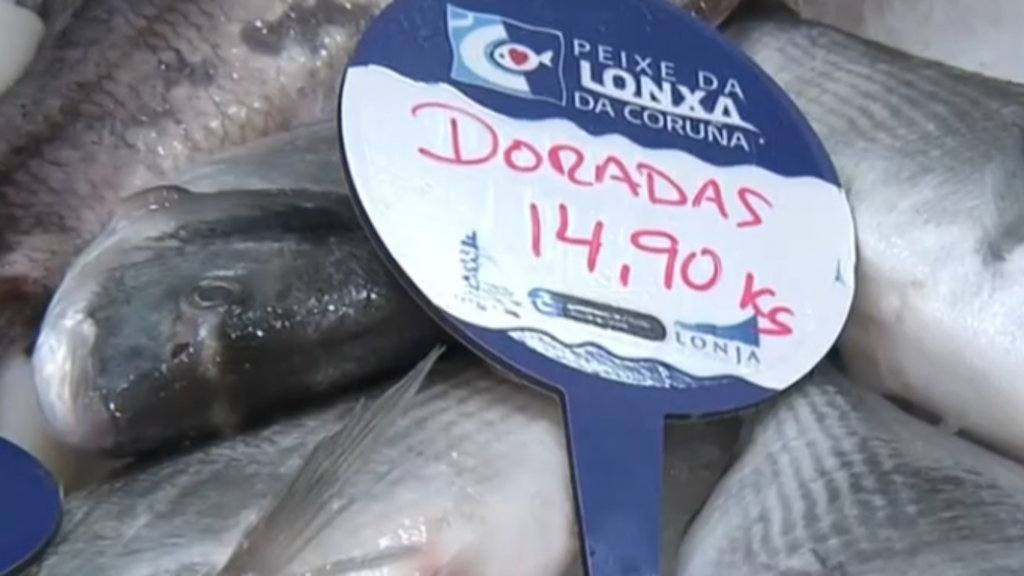 PEIXE DA
LONXA
DA CORUÑA
DORADAS
14,90 Ks
LONJA